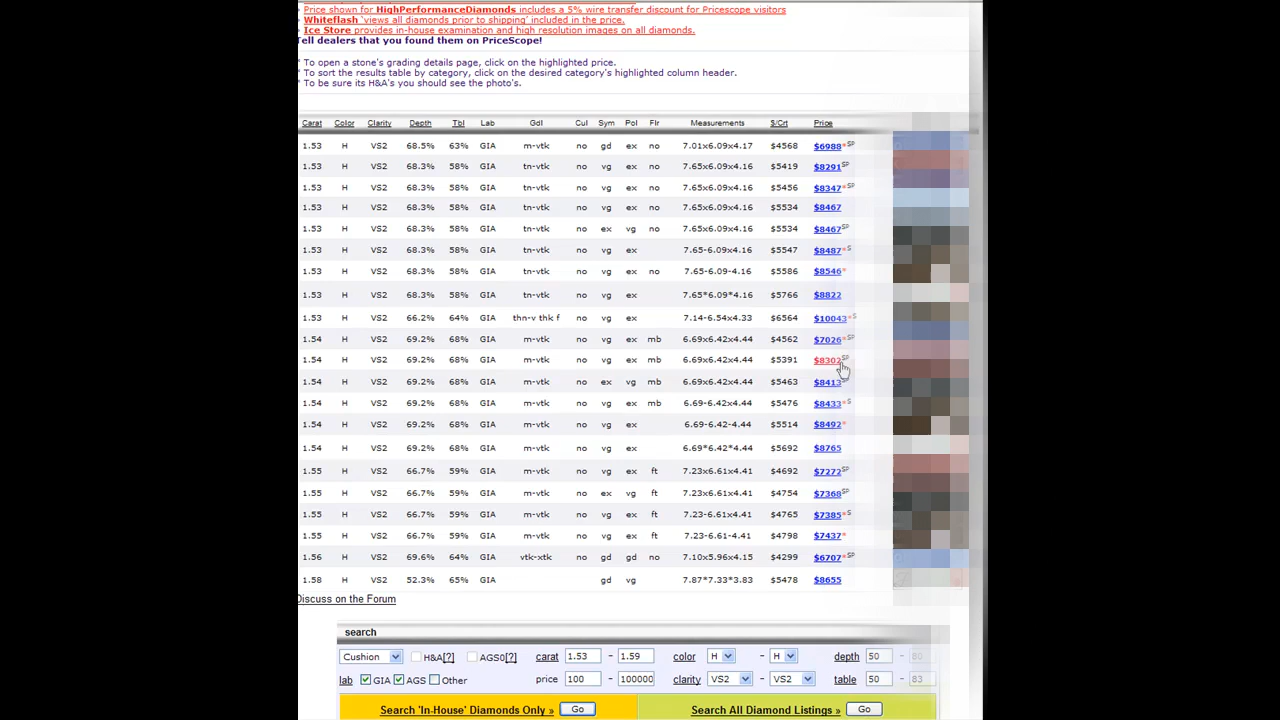 Price shown for HighPerformanceDiamonds includes a 5% wire transfer discount for Pricescope visitors
Whiteflash `views all diamonds prior to shipping' included in the price.
Ice Store provides in-house examination and high resolution images on all diamonds.
Tell dealers that you found them on PriceScope!
* To open a stone's grading details page, click on the highlighted price.
* To sort the results table by category, click on the desired category's highlighted column header.
* To be sure its H&A's you should see the photo's.
Carat Color Clarity Depth Tbl Lab Gdl Cul Sym Pol Flr Measurements $/Crt Price
1.53 H VS2 68.5% 63% GIA m-vtk no gd ex no 7.01x6.09x4.17 $4568 $6988*SP
1.53 H VS2 68.3% 58% GIA tn-vtk no vg ex no 7.65x6.09x4.16 $5419 $8291SP
1.53 H VS2 68.3% 58% GIA tn-vtk no vg ex no 7.65x6.09x4.16 $5456 $8347*SP
1.53 H VS2 68.3% 58% GIA tn-vtk no vg ex no 7.65x6.09x4.16 $5534 $8467
1.53 H VS2 68.3% 58% GIA tn-vtk no ex vg no 7.65x6.09x4.16 $5534 $8467SP
1.53 H VS2 68.3% 58% GIA tn-vtk no vg ex 7.65-6.09x4.16 $5547 $8487*S
1.53 H VS2 68.3% 58% GIA tn-vtk no vg ex no 7.65-6.09-4.16 $5586 $8546*
1.53 H VS2 68.3% 58% GIA tn-vtk no vg ex 7.65*6.09*4.16 $5766 $8822
1.53 H VS2 66.2% 64% GIA thn-v thk f no vg ex 7.14-6.54x4.33 $6564 $10043*S
1.54 H VS2 69.2% 68% GIA m-vtk no vg ex mb 6.69x6.42x4.44 $4562 $7026*SP
1.54 H VS2 69.2% 68% GIA m-vtk no vg ex mb 6.69x6.42x4.44 $5391 $8302SP
1.54 H VS2 69.2% 68% GIA m-vtk no ex vg mb 6.69x6.42x4.44 $5463 $8413SP
1.54 H VS2 69.2% 68% GIA m-vtk no vg ex mb 6.69-6.42x4.44 $5476 $8433*S
1.54 H VS2 69.2% 68% GIA m-vtk no vg ex 6.69-6.42-4.44 $5514 $8492*
1.54 H VS2 69.2% 68% GIA m-vtk no vg ex 6.69*6.42*4.44 $5692 $8765
1.55 H VS2 66.7% 59% GIA m-vtk no vg ex ft 7.23x6.61x4.41 $4692 $7272SP
1.55 H VS2 66.7% 59% GIA m-vtk no ex vg ft 7.23x6.61x4.41 $4754 $7368SP
1.55 H VS2 66.7% 59% GIA m-vtk no vg ex ft 7.23-6.61x4.41 $4765 $7385*S
1.55 H VS2 66.7% 59% GIA m-vtk no vg ex ft 7.23-6.61-4.41 $4798 $7437*
1.56 H VS2 69.6% 64% GIA vtk-xtk no gd gd no 7.10x5.96x4.15 $4299 $6707*SP
1.58 H VS2 52.3% 65% GIA gd vg 7.87*7.33*3.83 $5478 $8655
Discuss on the Forum
search
Cushion H&A[?] AGS0[?] carat 1.53 - 1.59 color H - H depth 50 -
lab GIA AGS Other price 100 - 100000 clarity VS2 - VS2 table 50 - 83
Search 'In-House' Diamonds Only » Go Search All Diamond Listings » Go